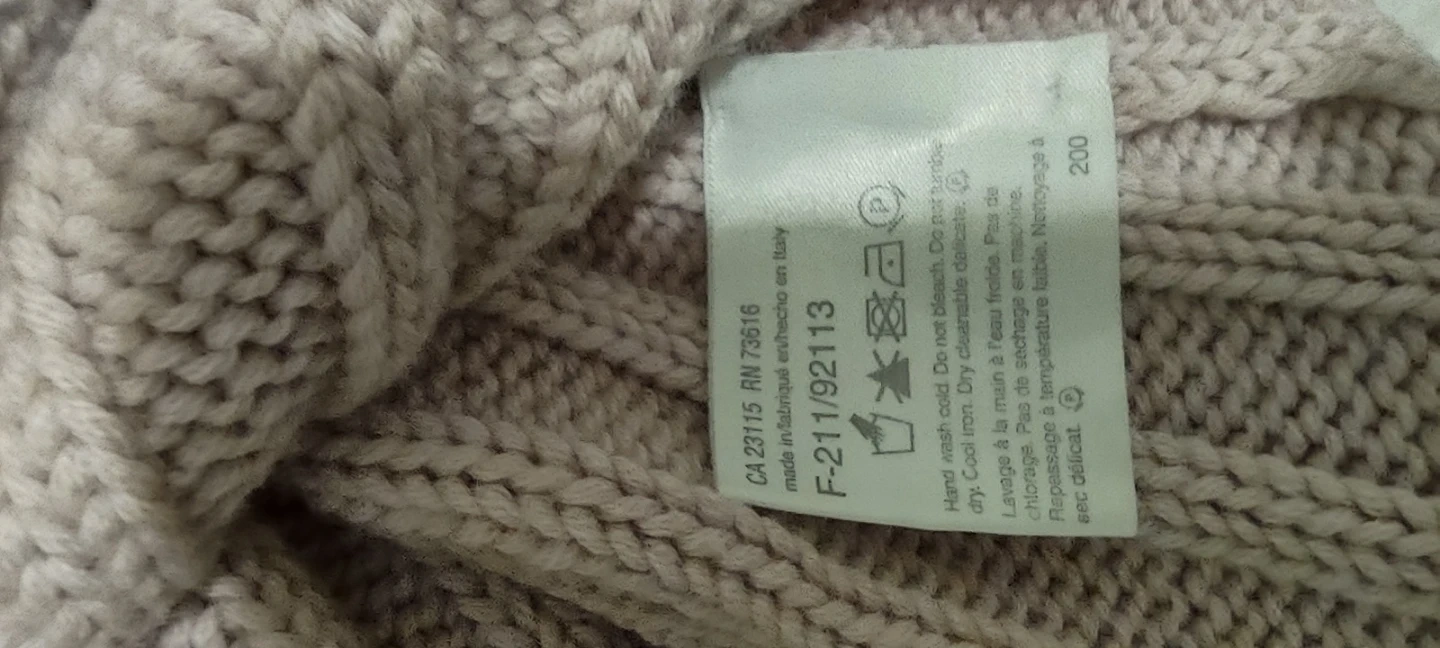 CA 23115 RN 73616
made in/fabriqué en/hecho en Italy
F-211/92113
P
Hand wash cold. Do not bleach. Do not tumble
dry. Cool iron. Dry cleanable delicate. P
Lavage à la main à l'eau froide. Pas de
chlorage. Pas de séchage en machine.
Repassage à température faible. Nettoyage à
sec délicat. P
200